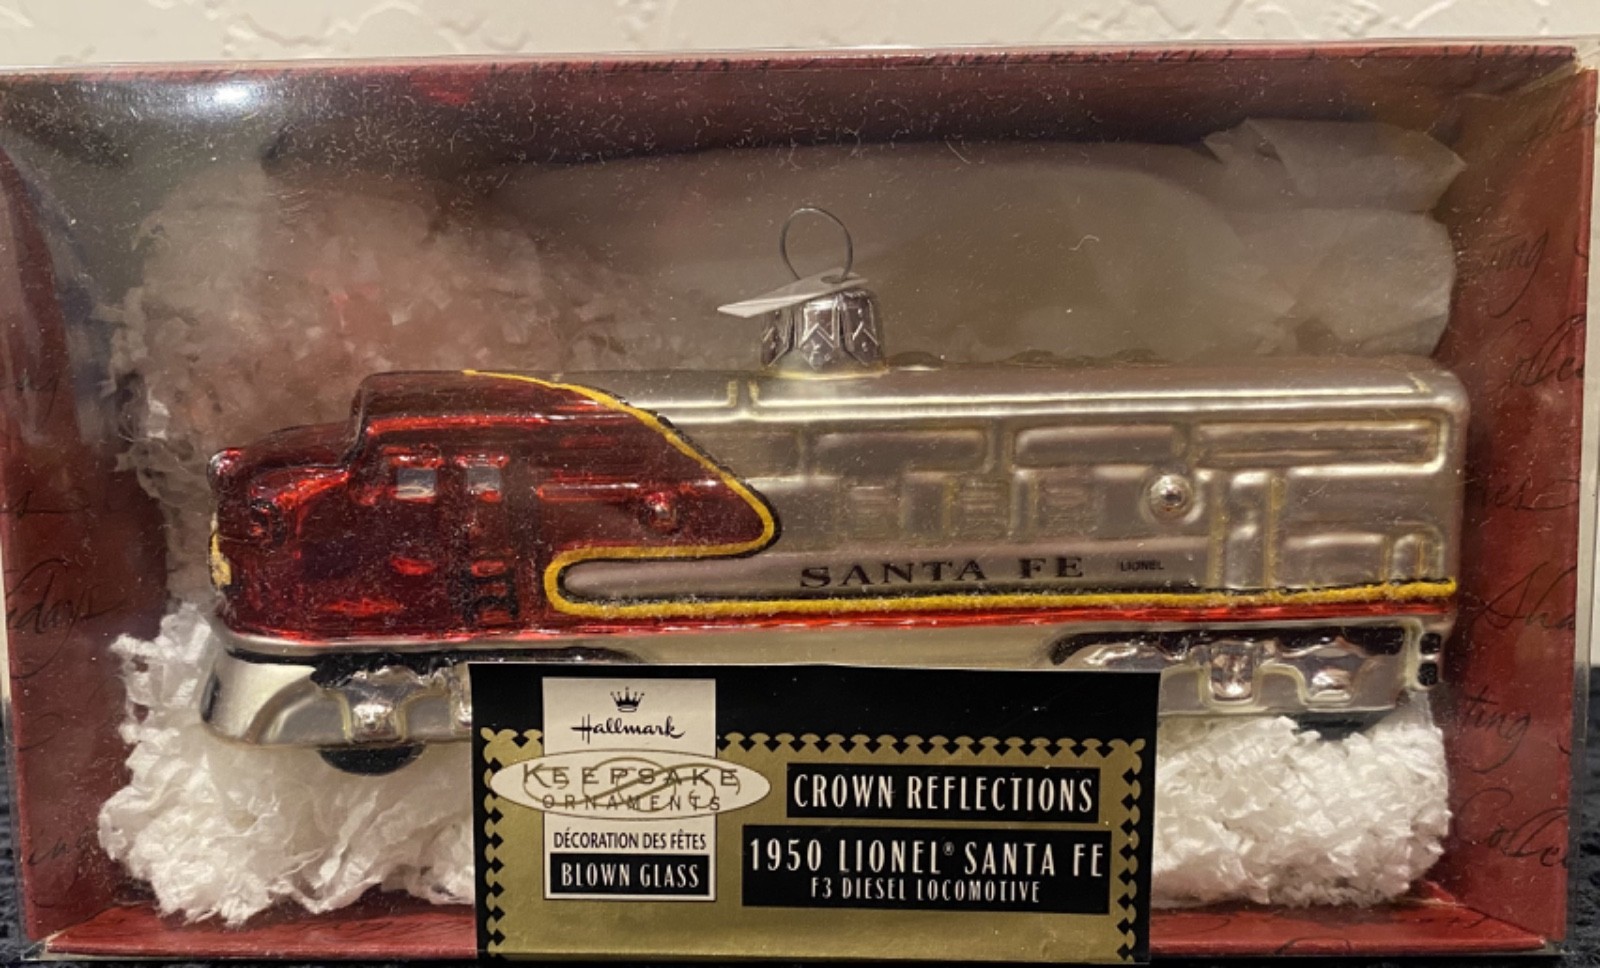 SANTA FE LIONEL
Hallmark
KEEPSAKE
ORNAMENTS
DÉCORATION DES FÊTES
BLOWN GLASS
CROWN REFLECTIONS
1950 LIONEL® SANTA FE
F3 DIESEL LOCOMOTIVE